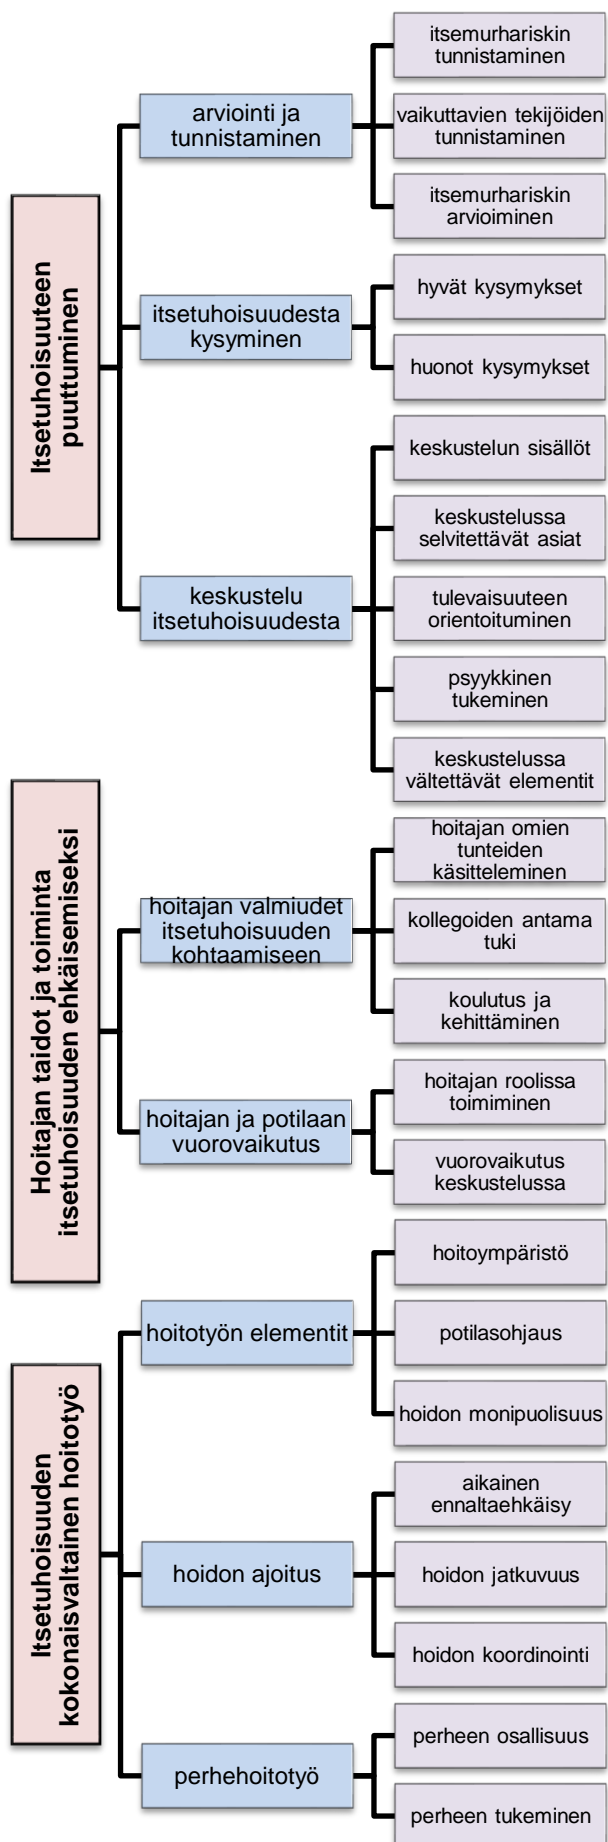 Itsetuhoisuuteen
puuttuminen
arviointi ja
tunnistaminen
itsemurhariskin
tunnistaminen
vaikuttavien tekijöiden
tunnistaminen
itsemurhariskin
arvioiminen
itsetuhoisuudesta
kysyminen
hyvät kysymykset
huonot kysymykset
keskustelu
itsetuhoisuudesta
keskustelun sisällöt
keskustelussa
selvitettävät asiat
tulevaisuuteen
orientoituminen
psyykkinen
tukeminen
keskustelussa
vältettävät elementit
Hoitajan taidot ja toiminta
itsetuhoisuuden ehkäisemiseksi
hoitajan valmiudet
itsetuhoisuuden
kohtaamiseen
hoitajan omien
tunteiden
käsitteleminen
kollegoiden antama
tuki
koulutus ja
kehittäminen
hoitajan ja potilaan
vuorovaikutus
hoitajan roolissa
toimiminen
vuorovaikutus
keskustelussa
Itsetuhoisuuden
kokonaisvaltainen hoitotyö
hoitotyön elementit
hoitoympäristö
potilasohjaus
hoidon monipuolisuus
hoidon ajoitus
aikainen
ennaltaehkäisy
hoidon jatkuvuus
hoidon koordinointi
perhehoitotyö
perheen osallisuus
perheen tukeminen